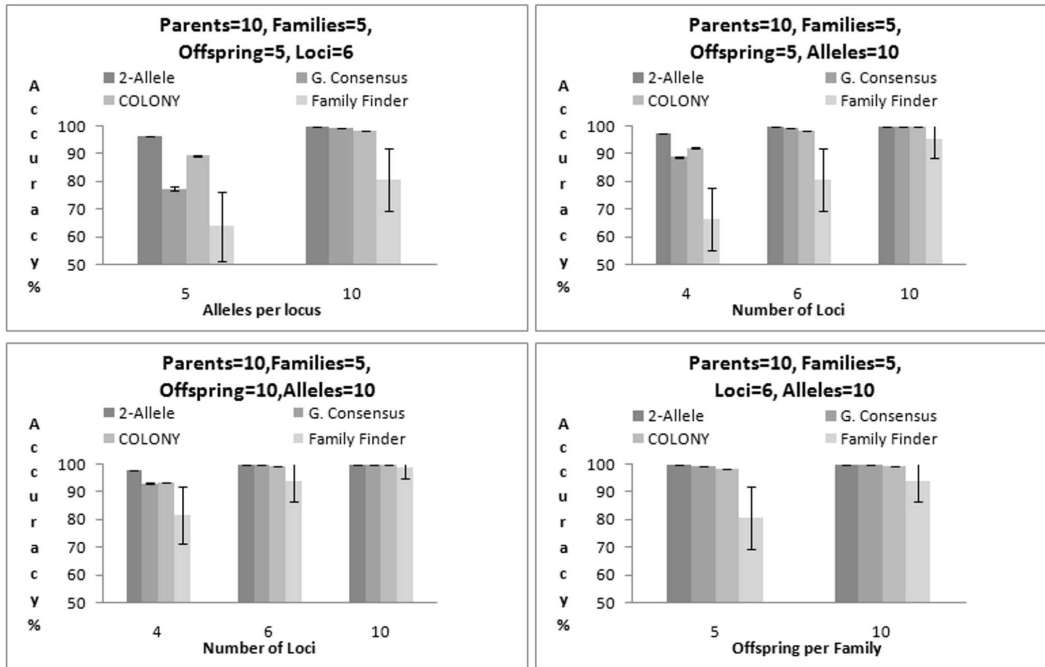 Parents=10, Families=5,
Offspring=5, Loci=6
2-Allele G. Consensus
COLONY Family Finder
Accuracy %
100
90
80
70
60
50
5 10
Alleles per locus
Parents=10, Families=5,
Offspring=5, Alleles=10
2-Allele G. Consensus
COLONY Family Finder
Accuracy %
100
90
80
70
60
50
4 6 10
Number of Loci
Parents=10,Families=5,
Offspring=10,Alleles=10
2-Allele G. Consensus
COLONY Family Finder
Accuracy %
100
90
80
70
60
50
4 6 10
Number of Loci
Parents=10, Families=5,
Loci=6, Alleles=10
2-Allele G. Consensus
COLONY Family Finder
Accuracy %
100
90
80
70
60
50
5 10
Offspring per Family